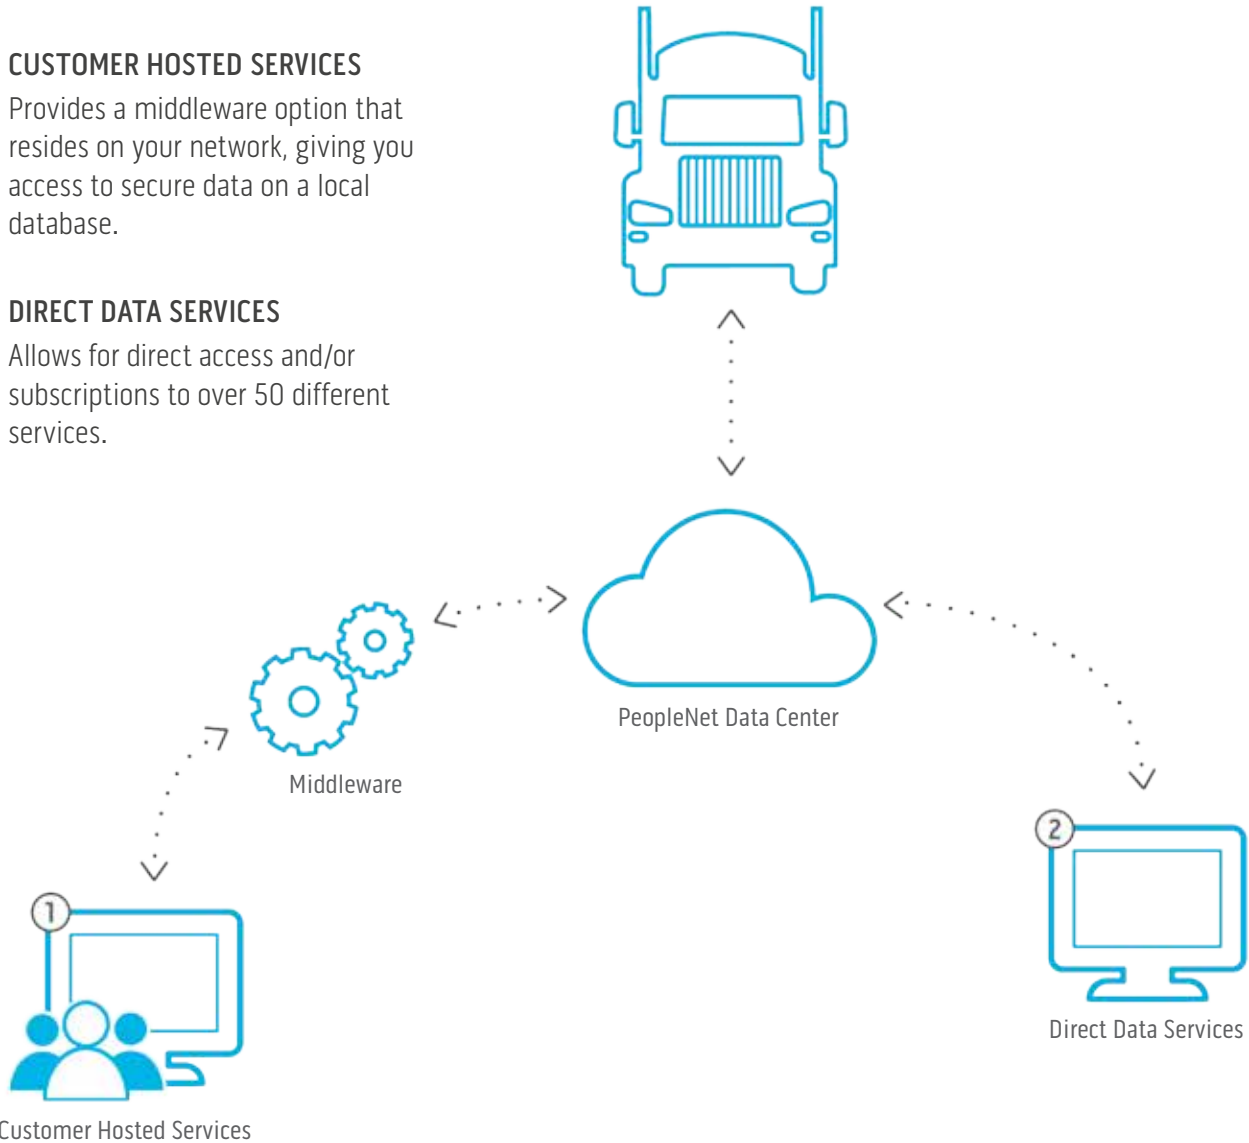 CUSTOMER HOSTED SERVICES
Provides a middleware option that
resides on your network, giving you
access to secure data on a local
database.
DIRECT DATA SERVICES
Allows for direct access and/or
subscriptions to over 50 different
services.
PeopleNet Data Center
Middleware
2
1
Direct Data Services
Customer Hosted Services